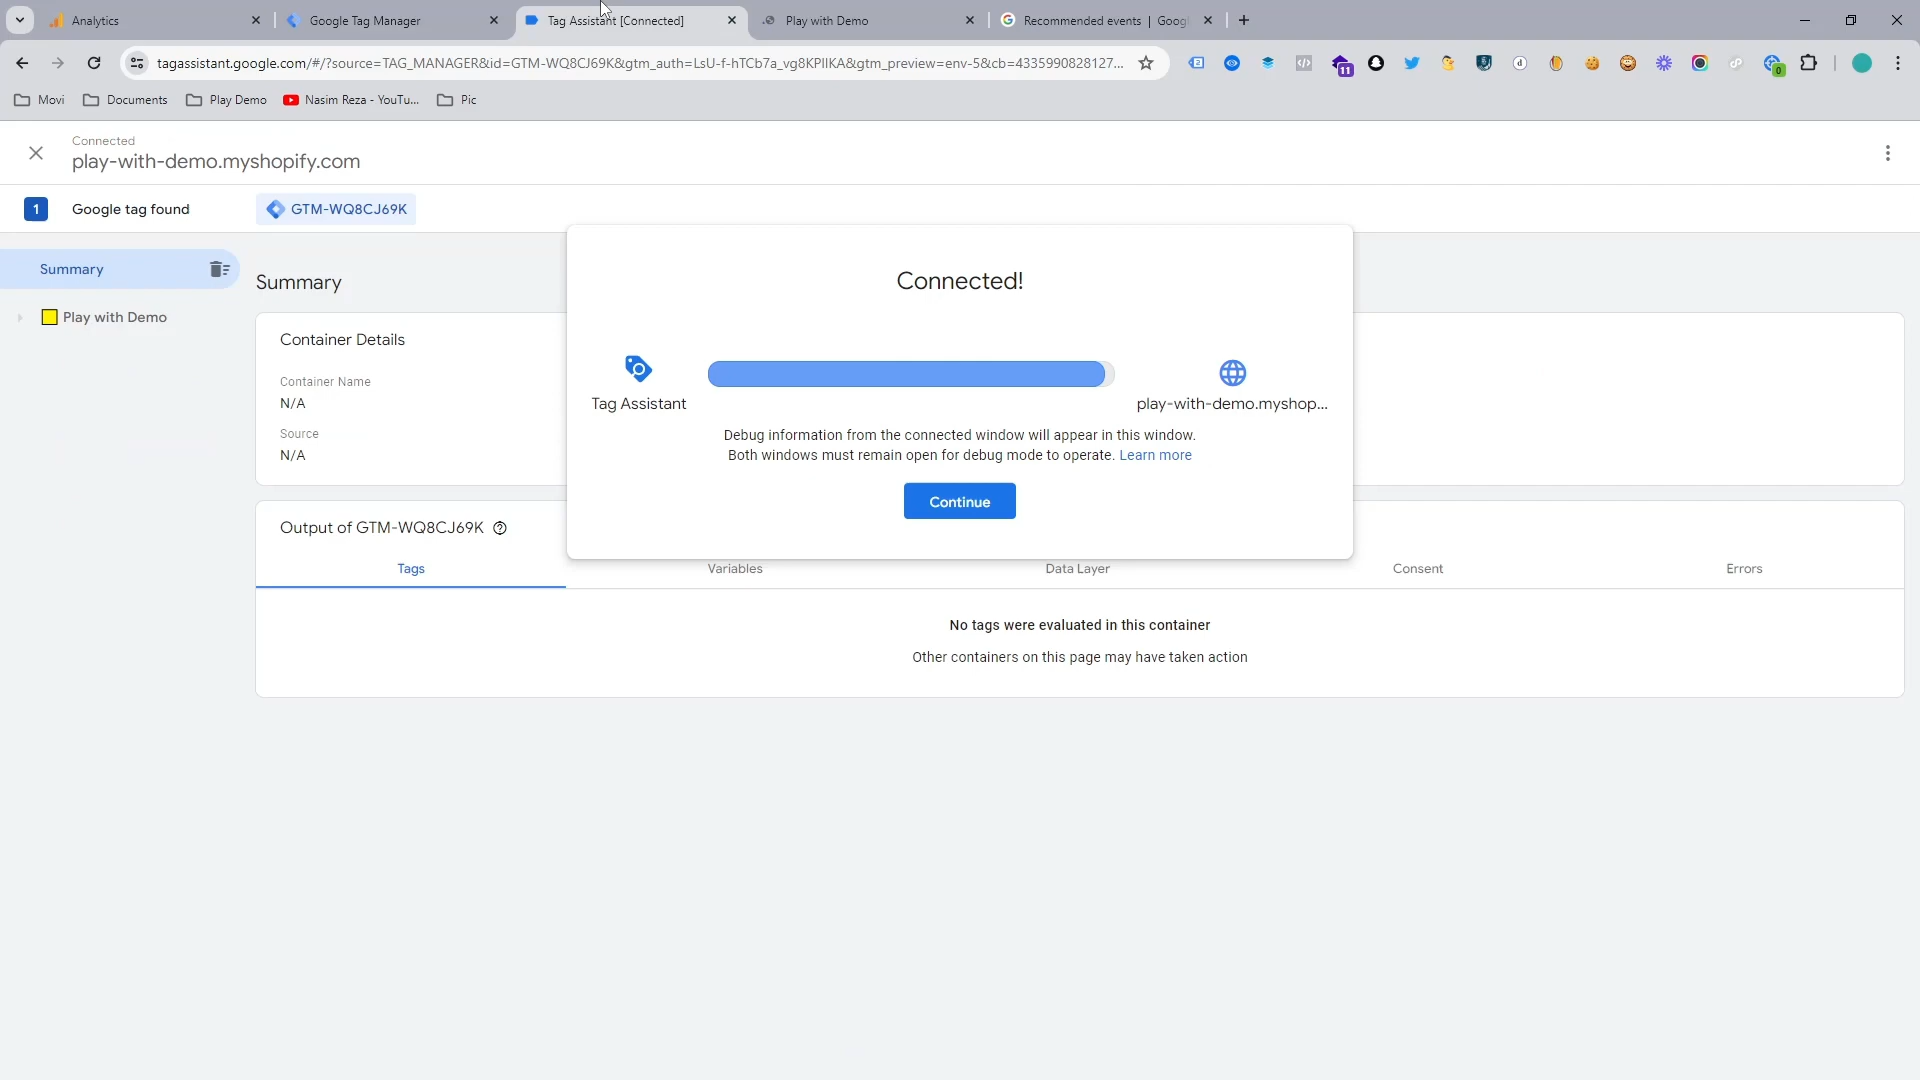 Analytics
Google Tag Manager
Tag Assistant [Connected]
Play with Demo
Recommended events | Googl
tagassistant.google.com/#/?source=TAG_MANAGER&id=GTM-WQ8CJ69K&gtm_auth=LsU-f-hTCb7a_vg8KPIIKA&gtm_preview=env-5&cb=4335990828127...
11
0
Movi
Documents
Play Demo
Nasim Reza - YouTu...
Pic
Connected
play-with-demo.myshopify.com
1
Google tag found
GTM-WQ8CJ69K
Summary
Play with Demo
Summary
Container Details
Container Name
N/A
Source
N/A
Connected!
Tag Assistant
play-with-demo.myshop...
Debug information from the connected window will appear in this window.
Both windows must remain open for debug mode to operate. Learn more
Continue
Output of GTM-WQ8CJ69K
Tags
Variables
Data Layer
Consent
Errors
No tags were evaluated in this container
Other containers on this page may have taken action